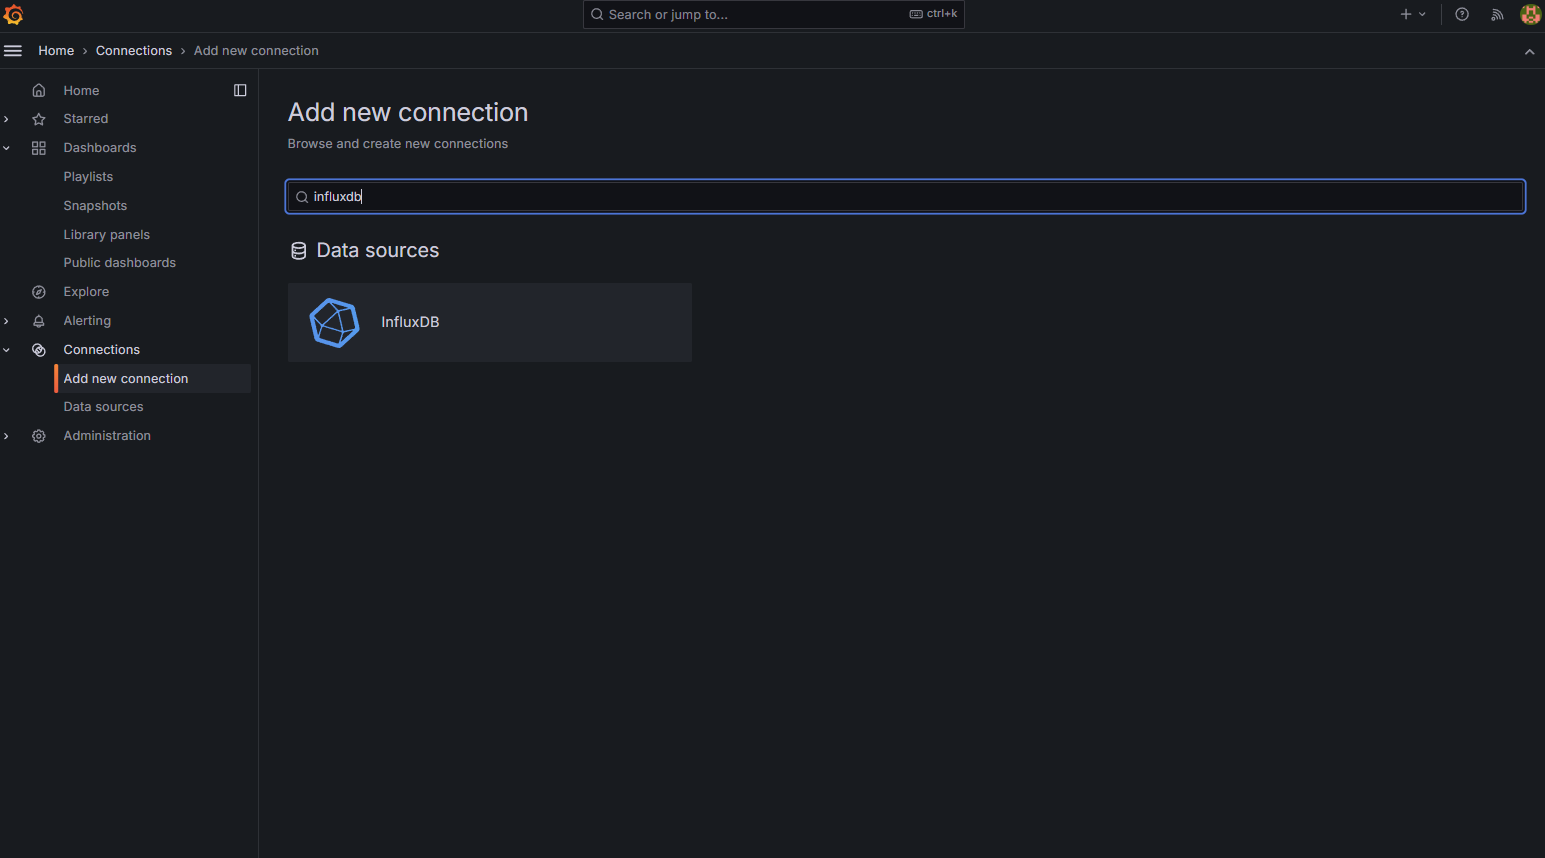 Search or jump to...
ctrl+k
Home › Connections › Add new connection
Home
Starred
Dashboards
Playlists
Snapshots
Library panels
Public dashboards
Explore
Alerting
Connections
Add new connection
Data sources
Administration
Add new connection
Browse and create new connections
influxdb
Data sources
InfluxDB